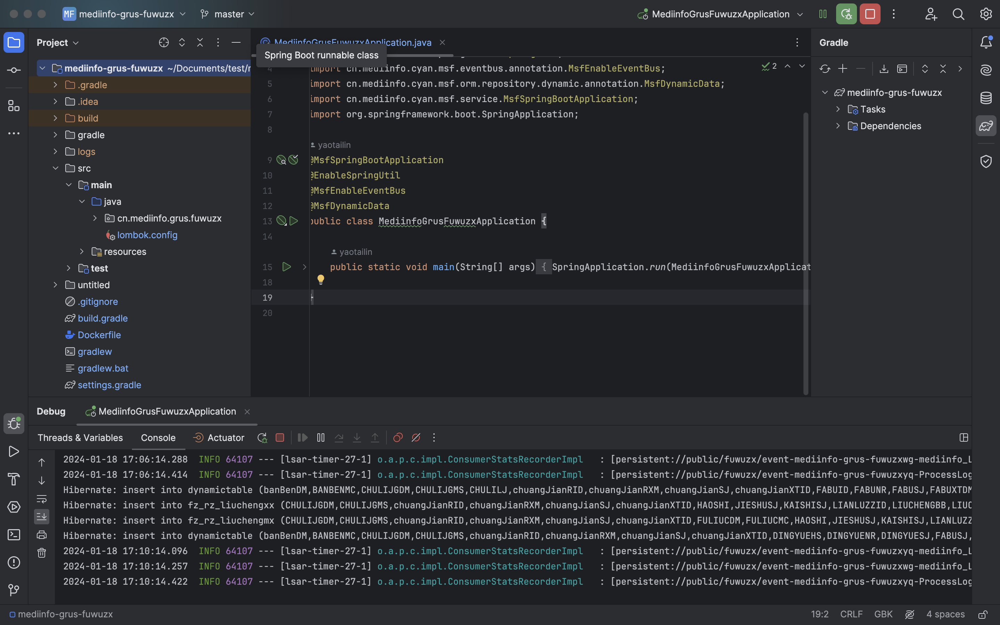 MF mediinfo-grus-fuwuzx master MediinfoGrusFuwuzxApplication
Project
mediinfo-grus-fuwuzx ~/Documents/test/
.gradle
.idea
build
gradle
logs
src
main
java
cn.mediinfo.grus.fuwuzx
lombok.config
resources
test
untitled
.gitignore
build.gradle
Dockerfile
gradlew
gradlew.bat
settings.gradle
MediinfoGrusFuwuzxApplication.java
Spring Boot runnable class
2
4 import cn.mediinfo.cyan.msf.eventbus.annotation.MsfEnableEventBus;
5 import cn.mediinfo.cyan.msf.orm.repository.dynamic.annotation.MsfDynamicData;
6 import cn.mediinfo.cyan.msf.service.MsfSpringBootApplication;
7 import org.springframework.boot.SpringApplication;
8
yaotailin
9 @MsfSpringBootApplication
10 @EnableSpringUtil
11 @MsfEnableEventBus
12 @MsfDynamicData
13 public class MediinfoGrusFuwuzxApplication {
14
yaotailin
15 public static void main(String[] args) { SpringApplication.run(MediinfoGrusFuwuzxApplicat
18
19 }
20
Gradle
mediinfo-grus-fuwuzx
Tasks
Dependencies
Debug MediinfoGrusFuwuzxApplication
Threads & Variables Console Actuator
2024-01-18 17:06:14.288 INFO 64107 --- [lsar-timer-27-1] o.a.p.c.impl.ConsumerStatsRecorderImpl : [persistent://public/fuwuzx/event-mediinfo-grus-fuwuzxwg-mediinfo_L
2024-01-18 17:06:14.414 INFO 64107 --- [lsar-timer-27-1] o.a.p.c.impl.ConsumerStatsRecorderImpl : [persistent://public/fuwuzx/event-mediinfo-grus-fuwuzxyq-ProcessLog
Hibernate: insert into dynamictable (banBenDM,BANBENMC,CHULIJGDM,CHULIJGMS,CHULILJ,chuangJianRID,chuangJianRXM,chuangJianSJ,chuangJianXTID,FABUID,FABUNR,FABUSJ,FABUXTDM
Hibernate: insert into fz_rz_liuchengxx (CHULIJGDM,CHULIJGMS,chuangJianRID,chuangJianRXM,chuangJianSJ,chuangJianXTID,HAOSHI,JIESHUSJ,KAISHISJ,LIANLUZZID,LIUCHENGBB,LIUC
Hibernate: insert into fz_rz_liuchengmx (CHULIJGDM,CHULIJGMS,chuangJianRID,chuangJianRXM,chuangJianSJ,chuangJianXTID,FULIUCDM,FULIUCMC,HAOSHI,JIESHUSJ,KAISHISJ,LIANLUZZ
Hibernate: insert into dynamictable (banBenDM,BANBENMC,CHULIJGDM,CHULIJGMS,chuangJianRID,chuangJianRXM,chuangJianSJ,chuangJianXTID,DINGYUEHS,DINGYUENR,DINGYUESJ,FABUSJ,
2024-01-18 17:10:14.096 INFO 64107 --- [lsar-timer-27-1] o.a.p.c.impl.ConsumerStatsRecorderImpl : [persistent://public/fuwuzx/event-mediinfo-grus-fuwuzxyq-mediinfo_L
2024-01-18 17:10:14.257 INFO 64107 --- [lsar-timer-27-1] o.a.p.c.impl.ConsumerStatsRecorderImpl : [persistent://public/fuwuzx/event-mediinfo-grus-fuwuzxwg-mediinfo_L
2024-01-18 17:10:14.422 INFO 64107 --- [lsar-timer-27-1] o.a.p.c.impl.ConsumerStatsRecorderImpl : [persistent://public/fuwuzx/event-mediinfo-grus-fuwuzxyq-ProcessLog
mediinfo-grus-fuwuzx 19:2 CRLF GBK 4 spaces